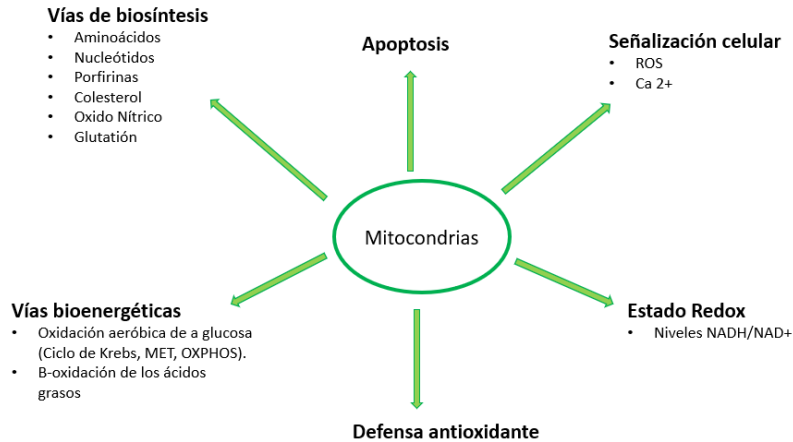 Vías de biosíntesis
• Aminoácidos
• Nucleótidos
• Porfirinas
• Colesterol
• Oxido Nítrico
• Glutatión
Apoptosis
Señalización celular
• ROS
• Ca 2+
Mitocondrias
Vías bioenergéticas
• Oxidación aeróbica de a glucosa
(Ciclo de Krebs, MET, OXPHOS).
• B-oxidación de los ácidos
grasos
Estado Redox
• Niveles NADH/NAD+
Defensa antioxidante